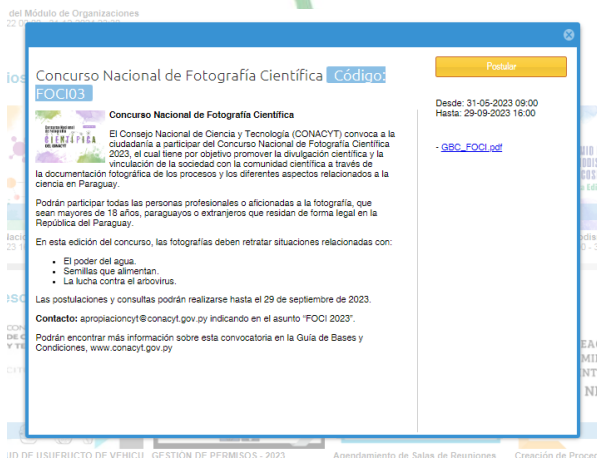 del Módulo de Organizaciones
Concurso Nacional de Fotografía Científica Código:
FOCI03
Postular
Desde: 31-05-2023 09:00
Hasta: 29-09-2023 16:00
- GBC_FOCI.pdf
CIENTÍFICA
Concurso Nacional de Fotografía Científica
El Consejo Nacional de Ciencia y Tecnología (CONACYT) convoca a la
ciudadanía a participar del Concurso Nacional de Fotografía Científica
2023, el cual tiene por objetivo promover la divulgación científica y la
vinculación de la sociedad con la comunidad científica a través de
la documentación fotográfica de los procesos y los diferentes aspectos relacionados a la
ciencia en Paraguay.
Podrán participar todas las personas profesionales o aficionadas a la fotografía, que
sean mayores de 18 años, paraguayos o extranjeros que residan de forma legal en la
República del Paraguay.
En esta edición del concurso, las fotografías deben retratar situaciones relacionadas con:
El poder del agua.
Semillas que alimentan.
La lucha contra el arbovirus.
Las postulaciones y consultas podrán realizarse hasta el 29 de septiembre de 2023.
Contacto: apropiacioncyt@conacyt.gov.py indicando en el asunto "FOCI 2023".
Podrán encontrar más información sobre esta convocatoria en la Guía de Bases y
Condiciones, www.conacyt.gov.py
DE USUFRUCTO DE VEHICU GESTIÓN DE PERMISOS - 2023 Agendamiento de Salas de Reuniones Creación de Proced